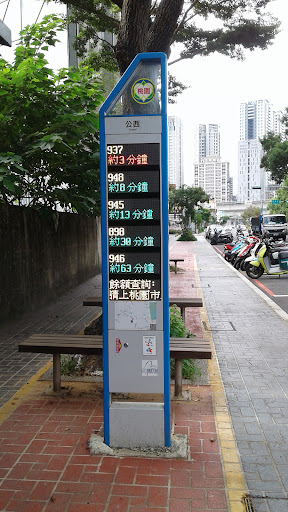 桃園
公西
937
約3 分鐘
948
約8 分鐘
945
約13 分鐘
898
約30 分鐘
946
約63 分鐘
餘額查詢:
請上桃園市